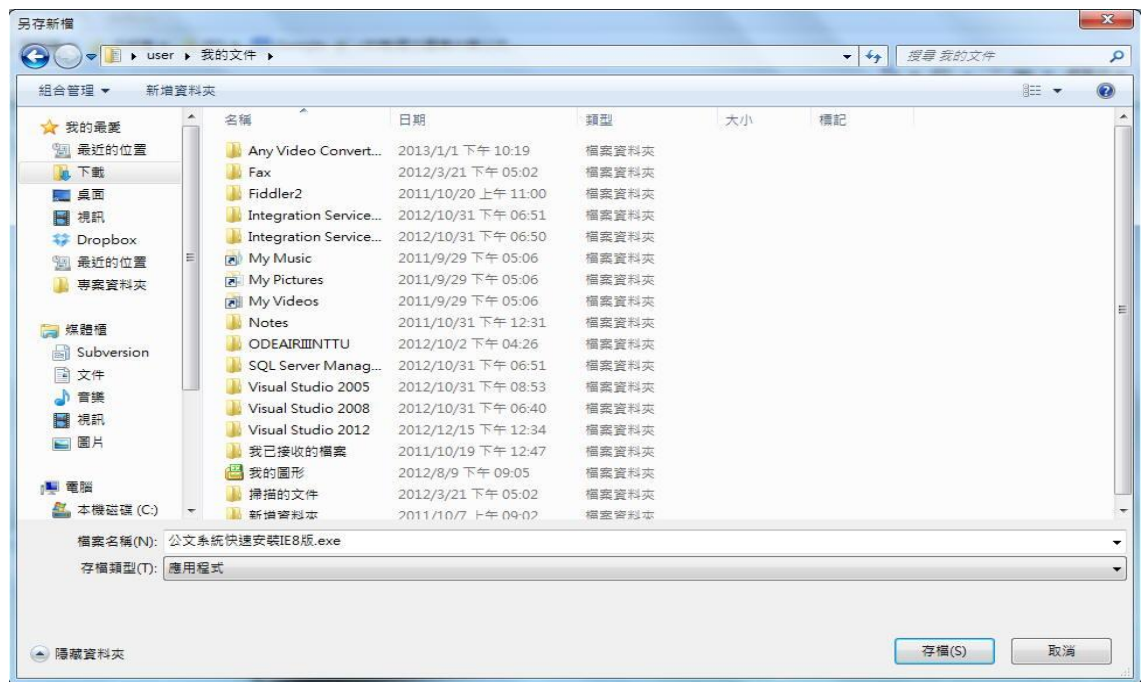 另存新檔
user ▸ 我的文件 ▸
搜尋 我的文件
組合管理 ▼ 新增資料夾
我的最愛
最近的位置
下載
桌面
視訊
Dropbox
最近的位置
專案資料夾
媒體櫃
Subversion
文件
音樂
視訊
圖片
電腦
本機磁碟 (C:)
名稱 日期 類型 大小 標記
Any Video Convert... 2013/1/1 下午 10:19 檔案資料夾
Fax 2012/3/21 下午 05:02 檔案資料夾
Fiddler2 2011/10/20 上午 11:00 檔案資料夾
Integration Service... 2012/10/31 下午 06:51 檔案資料夾
Integration Service... 2012/10/31 下午 06:50 檔案資料夾
My Music 2011/9/29 下午 05:06 檔案資料夾
My Pictures 2011/9/29 下午 05:06 檔案資料夾
My Videos 2011/9/29 下午 05:06 檔案資料夾
Notes 2011/10/31 下午 12:31 檔案資料夾
ODEAIRIIINTTU 2012/10/2 下午 04:26 檔案資料夾
SQL Server Manag... 2012/10/31 下午 06:51 檔案資料夾
Visual Studio 2005 2012/10/31 下午 08:53 檔案資料夾
Visual Studio 2008 2012/10/31 下午 06:40 檔案資料夾
Visual Studio 2012 2012/12/15 下午 12:34 檔案資料夾
我已接收的檔案 2011/10/19 下午 12:47 檔案資料夾
我的圖形 2012/8/9 下午 09:05 檔案資料夾
掃描的文件 2012/3/21 下午 05:02 檔案資料夾
新增資料夾 2011/10/7 上午 09:02 檔案資料夾
檔案名稱(N): 公文系統快速安裝IE8版.exe
存檔類型(T): 應用程式
隱藏資料夾
存檔(S) 取消